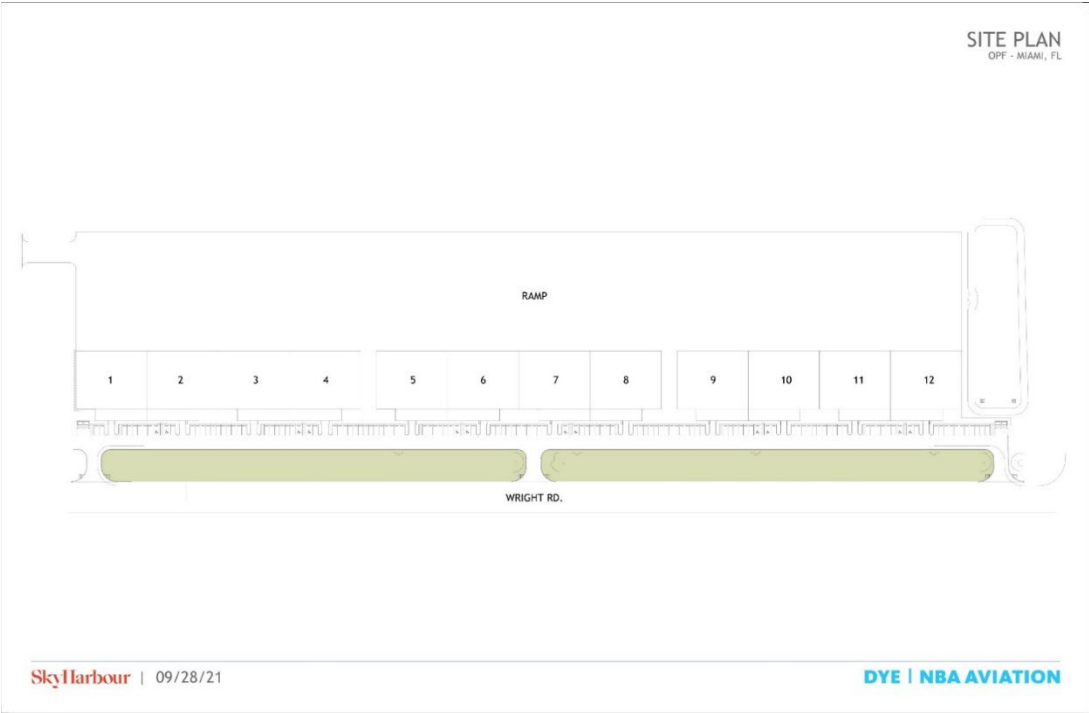 SITE PLAN
OPF - MIAMI, FL
RAMP
1 2 3 4 5 6 7 8 9 10 11 12
WRIGHT RD.
SkyHarbour | 09/28/21
DYE | NBA AVIATION